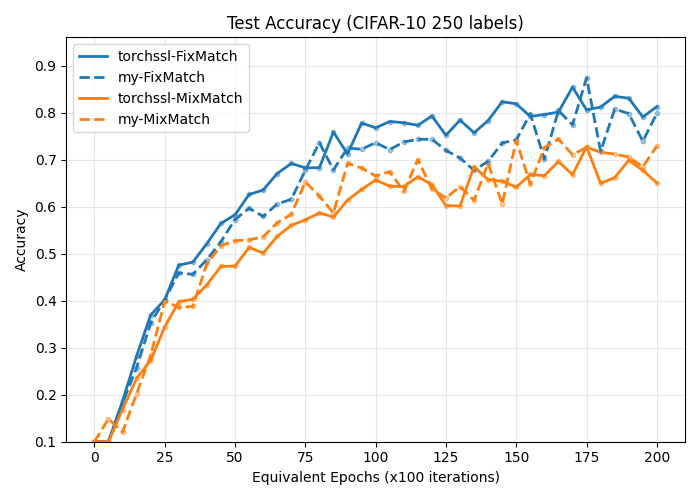 Test Accuracy (CIFAR-10 250 labels)
torchssl-FixMatch
my-FixMatch
torchssl-MixMatch
my-MixMatch
Accuracy
0.9
0.8
0.7
0.6
0.5
0.4
0.3
0.2
0.1
0 25 50 75 100 125 150 175 200
Equivalent Epochs (x100 iterations)